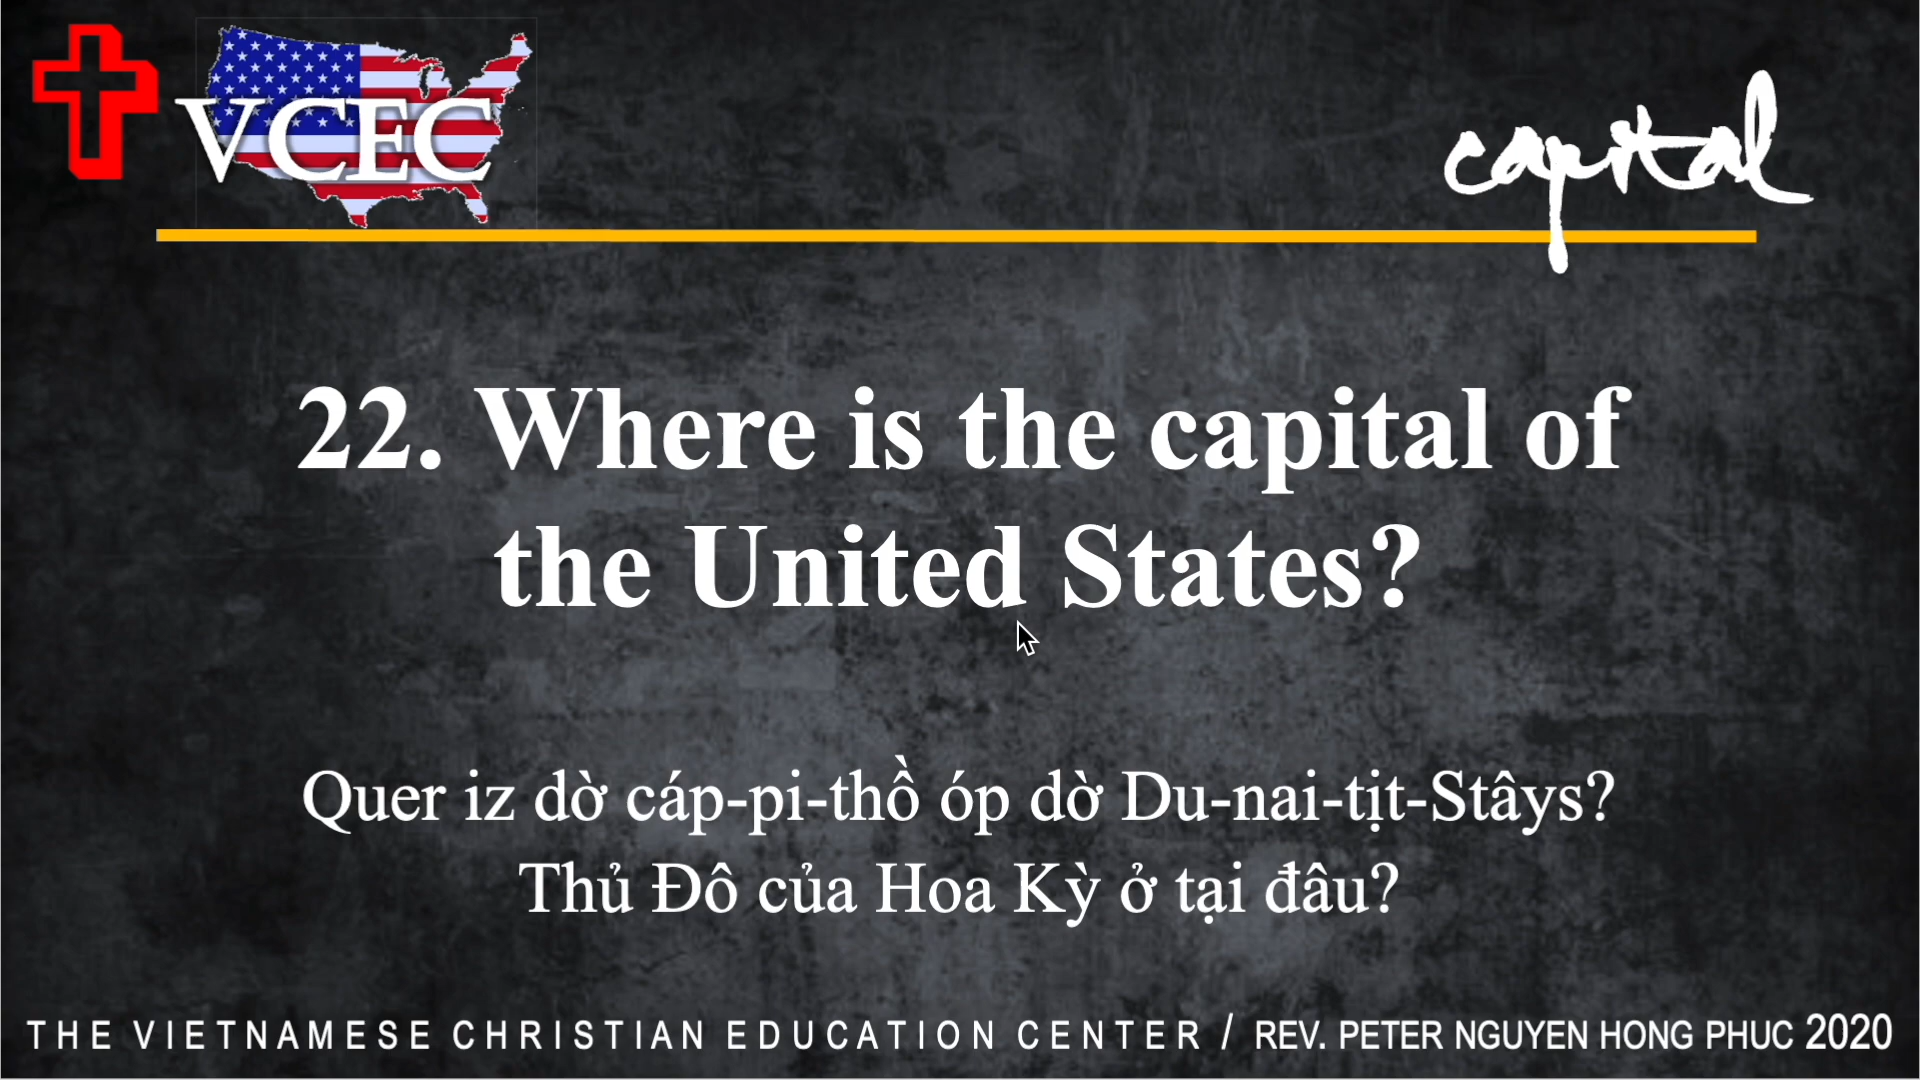 VCEC
capital
22. Where is the capital of
the United States?
Quer iz dờ cáp-pi-thồ óp dờ Du-nai-tịt-Stâys?
Thủ Đô của Hoa Kỳ ở tại đâu?
THE VIETNAMESE CHRISTIAN EDUCATION CENTER / REV. PETER NGUYEN HONG PHUC 2020